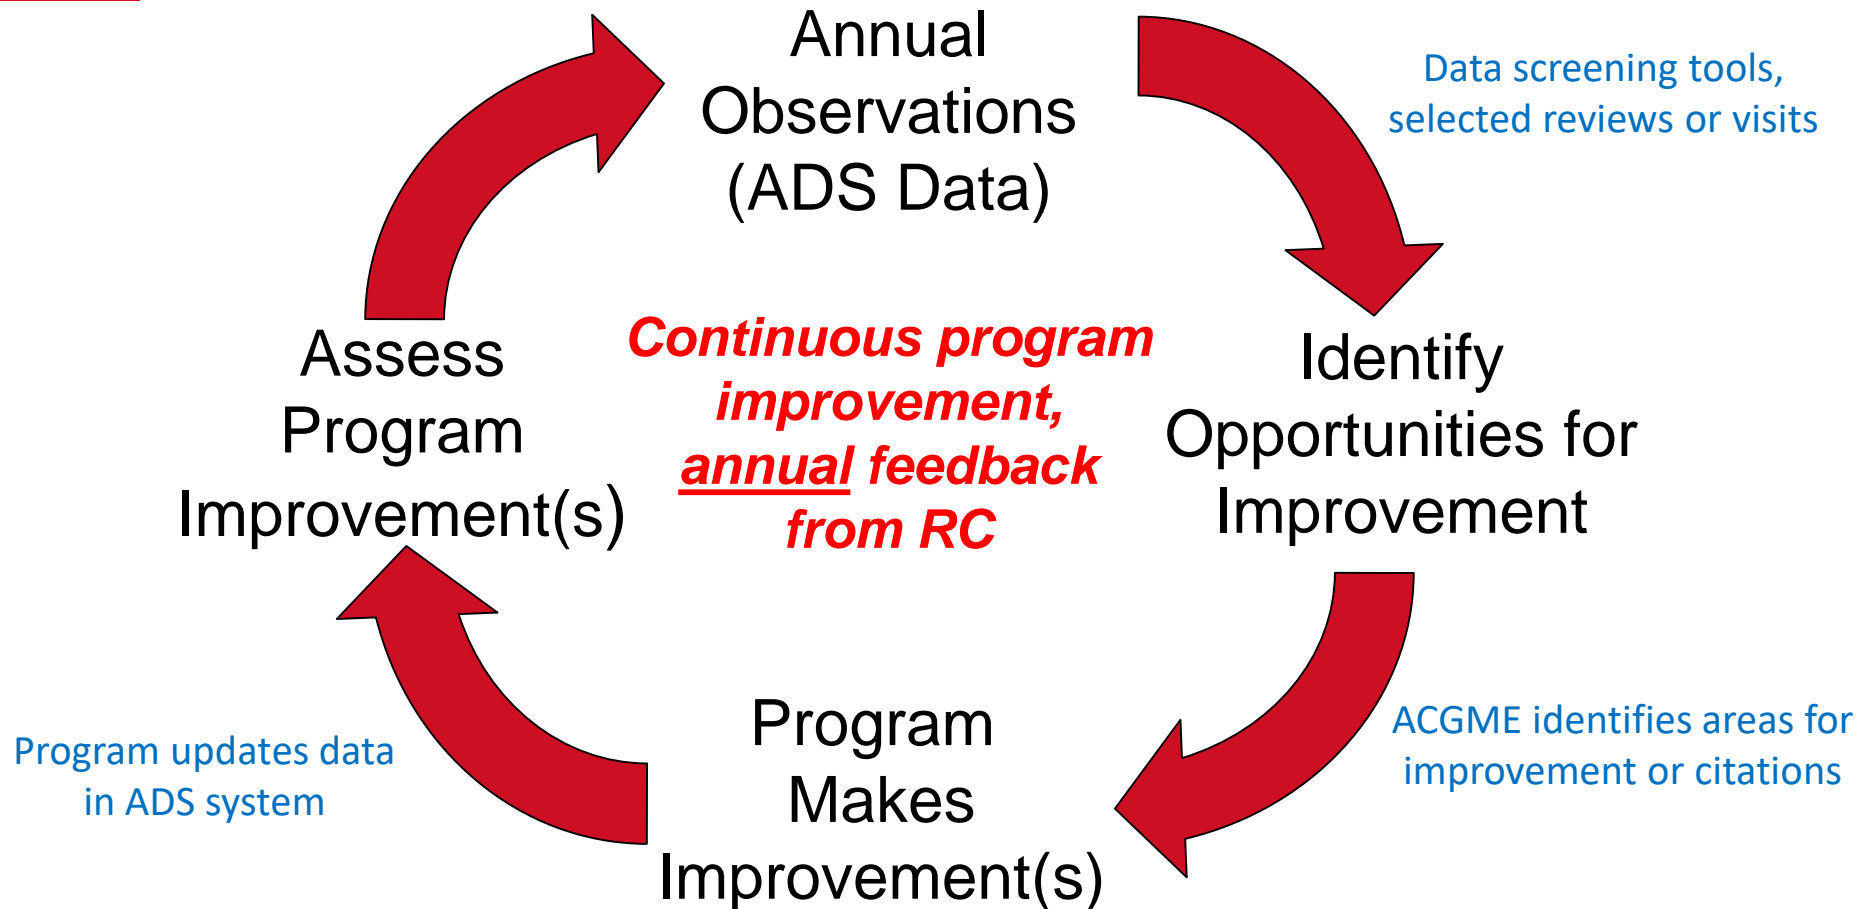 Annual
Observations
(ADS Data)
Data screening tools,
selected reviews or visits
Identify
Opportunities for
Improvement
ACGME identifies areas for
improvement or citations
Program
Makes
Improvement(s)
Program updates data
in ADS system
Assess
Program
Improvement(s)
Continuous program
improvement,
annual feedback
from RC